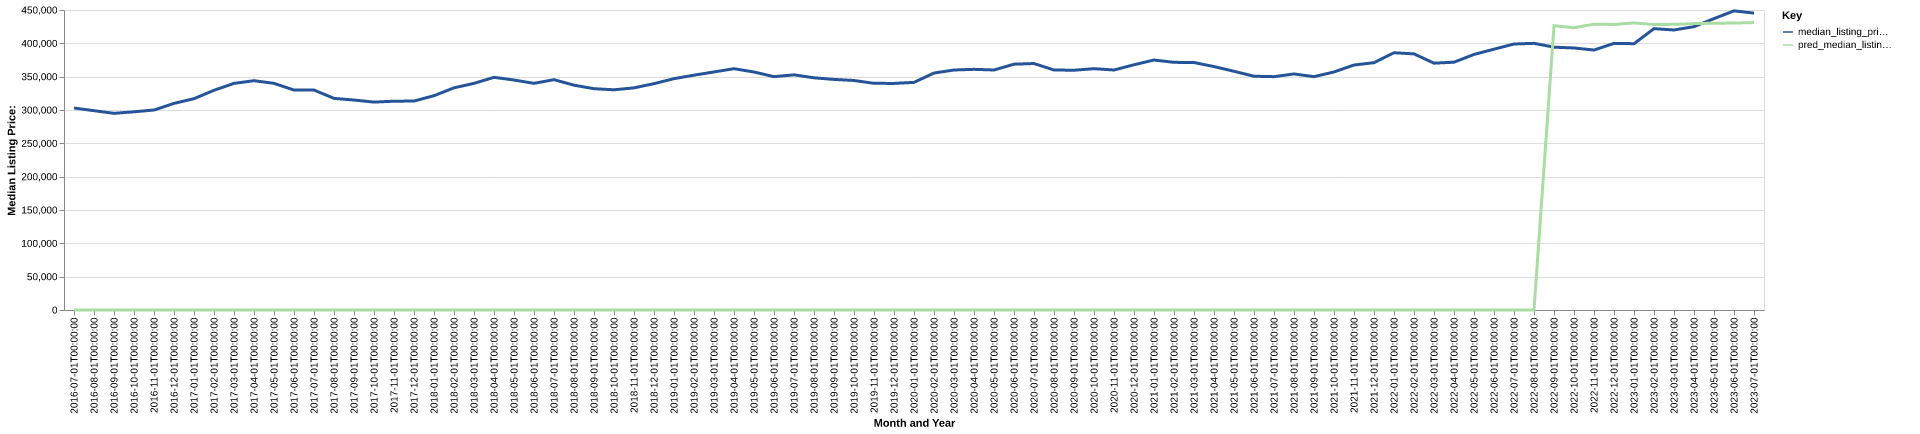 450,000
400,000
350,000
300,000
250,000
200,000
150,000
100,000
50,000
0
Median Listing Price:
2016-07-01T00:00:00
2016-08-01T00:00:00
2016-09-01T00:00:00
2016-10-01T00:00:00
2016-11-01T00:00:00
2016-12-01T00:00:00
2017-01-01T00:00:00
2017-02-01T00:00:00
2017-03-01T00:00:00
2017-04-01T00:00:00
2017-05-01T00:00:00
2017-06-01T00:00:00
2017-07-01T00:00:00
2017-08-01T00:00:00
2017-09-01T00:00:00
2017-10-01T00:00:00
2017-11-01T00:00:00
2017-12-01T00:00:00
2018-01-01T00:00:00
2018-02-01T00:00:00
2018-03-01T00:00:00
2018-04-01T00:00:00
2018-05-01T00:00:00
2018-06-01T00:00:00
2018-07-01T00:00:00
2018-08-01T00:00:00
2018-09-01T00:00:00
2018-10-01T00:00:00
2018-11-01T00:00:00
2018-12-01T00:00:00
2019-01-01T00:00:00
2019-02-01T00:00:00
2019-03-01T00:00:00
2019-04-01T00:00:00
2019-05-01T00:00:00
2019-06-01T00:00:00
2019-07-01T00:00:00
2019-08-01T00:00:00
2019-09-01T00:00:00
2019-10-01T00:00:00
2019-11-01T00:00:00
2019-12-01T00:00:00
2020-01-01T00:00:00
2020-02-01T00:00:00
2020-03-01T00:00:00
2020-04-01T00:00:00
2020-05-01T00:00:00
2020-06-01T00:00:00
2020-07-01T00:00:00
2020-08-01T00:00:00
2020-09-01T00:00:00
2020-10-01T00:00:00
2020-11-01T00:00:00
2020-12-01T00:00:00
2021-01-01T00:00:00
2021-02-01T00:00:00
2021-03-01T00:00:00
2021-04-01T00:00:00
2021-05-01T00:00:00
2021-06-01T00:00:00
2021-07-01T00:00:00
2021-08-01T00:00:00
2021-09-01T00:00:00
2021-10-01T00:00:00
2021-11-01T00:00:00
2021-12-01T00:00:00
2022-01-01T00:00:00
2022-02-01T00:00:00
2022-03-01T00:00:00
2022-04-01T00:00:00
2022-05-01T00:00:00
2022-06-01T00:00:00
2022-07-01T00:00:00
2022-08-01T00:00:00
2022-09-01T00:00:00
2022-10-01T00:00:00
2022-11-01T00:00:00
2022-12-01T00:00:00
2023-01-01T00:00:00
2023-02-01T00:00:00
2023-03-01T00:00:00
2023-04-01T00:00:00
2023-05-01T00:00:00
2023-06-01T00:00:00
2023-07-01T00:00:00
Month and Year
Key
median_listing_pri…
pred_median_listin…